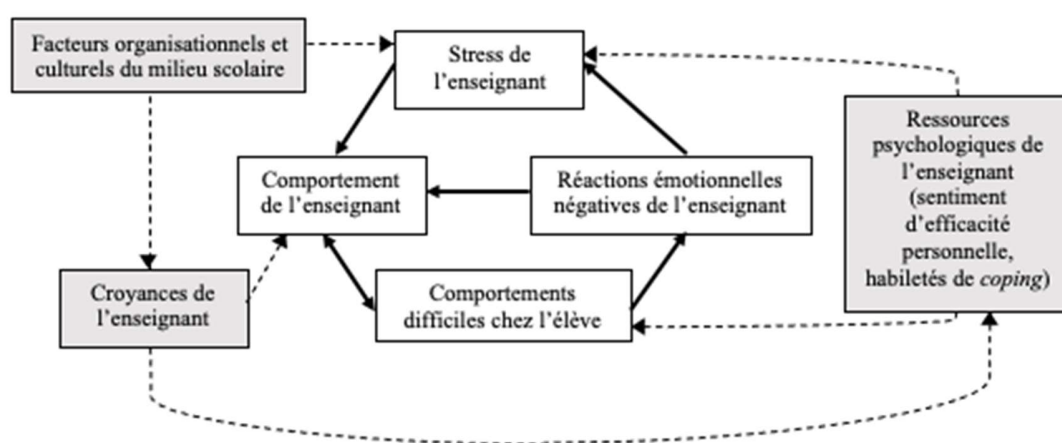 Facteurs organisationnels et
culturels du milieu scolaire
Stress de
l'enseignant
Ressources
psychologiques de
l'enseignant
(sentiment
d'efficacité
personnelle,
habiletés de coping)
Comportement
de l'enseignant
Réactions émotionnelles
négatives de l'enseignant
Croyances de
l'enseignant
Comportements
difficiles chez l'élève